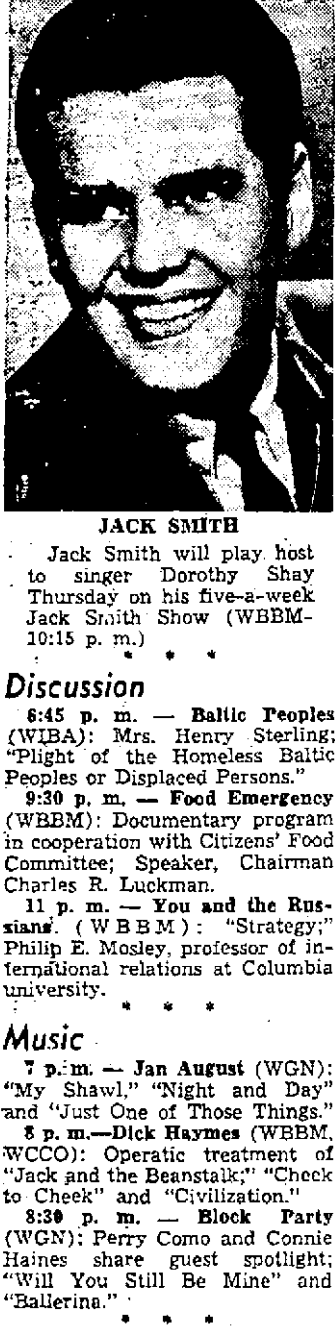 JACK SMITH
Jack Smith will play host
to singer Dorothy Shay
Thursday on his five-a-week
Jack Smith Show (WBBM-
10:15 p. m.)
* * *
Discussion
6:45 p. m. — Baltic Peoples
(WIBA): Mrs. Henry Sterling;
"Plight of the Homeless Baltic
Peoples or Displaced Persons."
9:30 p. m. — Food Emergency
(WBBM): Documentary program
in cooperation with Citizens' Food
Committee; Speaker, Chairman
Charles R. Luckman.
11 p. m. — You and the Rus-
sians. (WBBM): "Strategy;"
Philip E. Mosley, professor of in-
ternational relations at Columbia
university.
* * *
Music
7 p. m. — Jan August (WGN):
"My Shawl," "Night and Day"
and "Just One of Those Things."
8 p. m.—Dick Haymes (WBBM,
WCCO): Operatic treatment of
"Jack and the Beanstalk;" "Cheek
to Cheek" and "Civilization."
8:30 p. m. — Block Party
(WGN): Perry Como and Connie
Haines share guest spotlight;
"Will You Still Be Mine" and
"Ballerina."
* * *